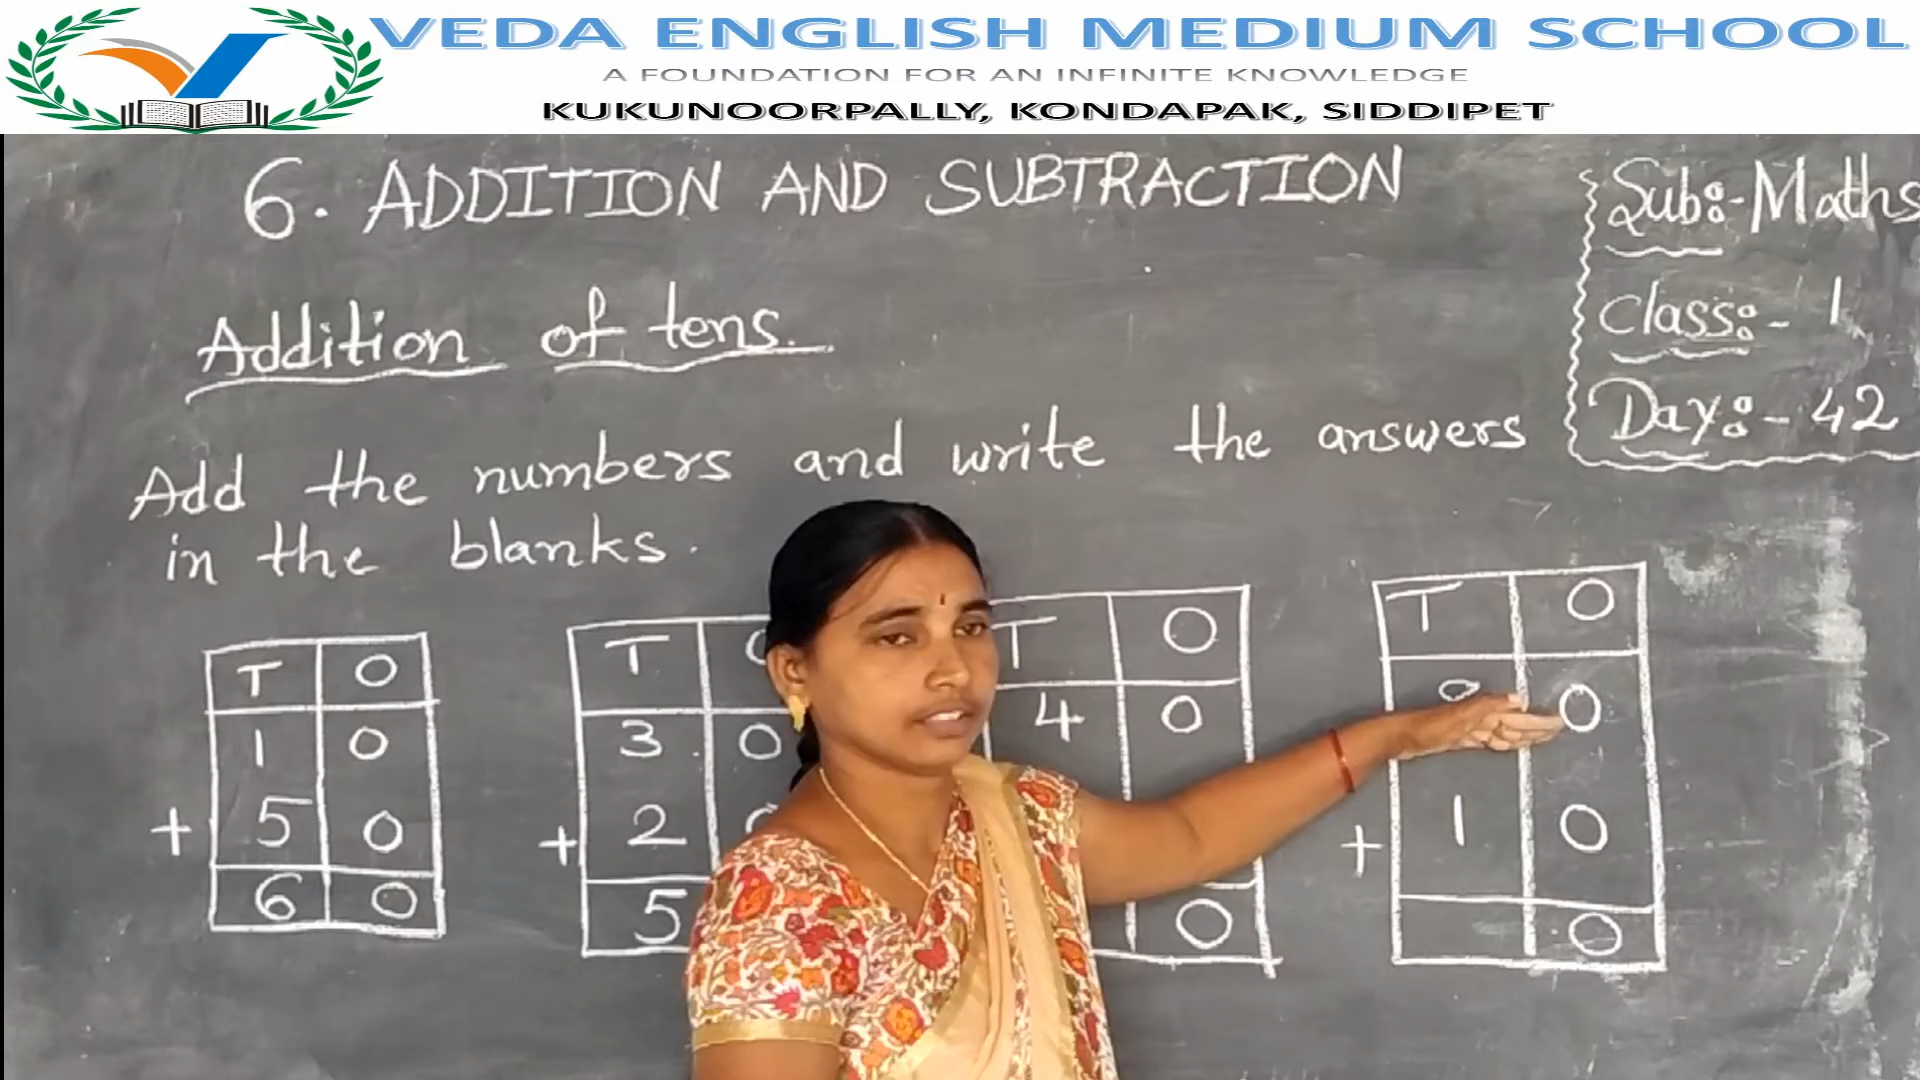 VEDA ENGLISH MEDIUM SCHOOL
A FOUNDATION FOR AN INFINITE KNOWLEDGE
KUKUNOORPALLY, KONDAPAK, SIDDIPET
6. ADDITION AND SUBTRACTION
Sub:- Maths
Class:- 1
Day:- 42
Addition of tens.
Add the numbers and write the answers
in the blanks.
T O
1 0
+ 5 0
6 0
T
3 0
+ 2
5
T O
4 0
0
T O
0
+ 1 0
0